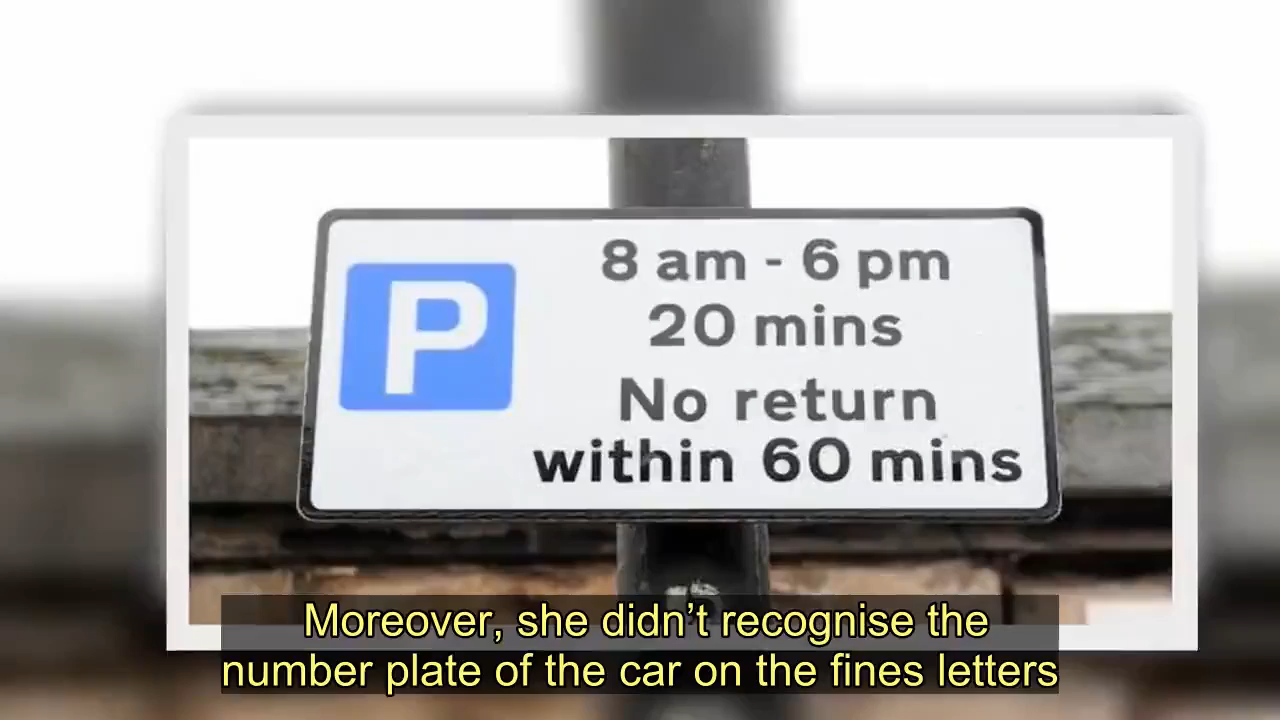 P
8 am - 6 pm
20 mins
No return
within 60 mins
Moreover, she didn’t recognise the
number plate of the car on the fines letters